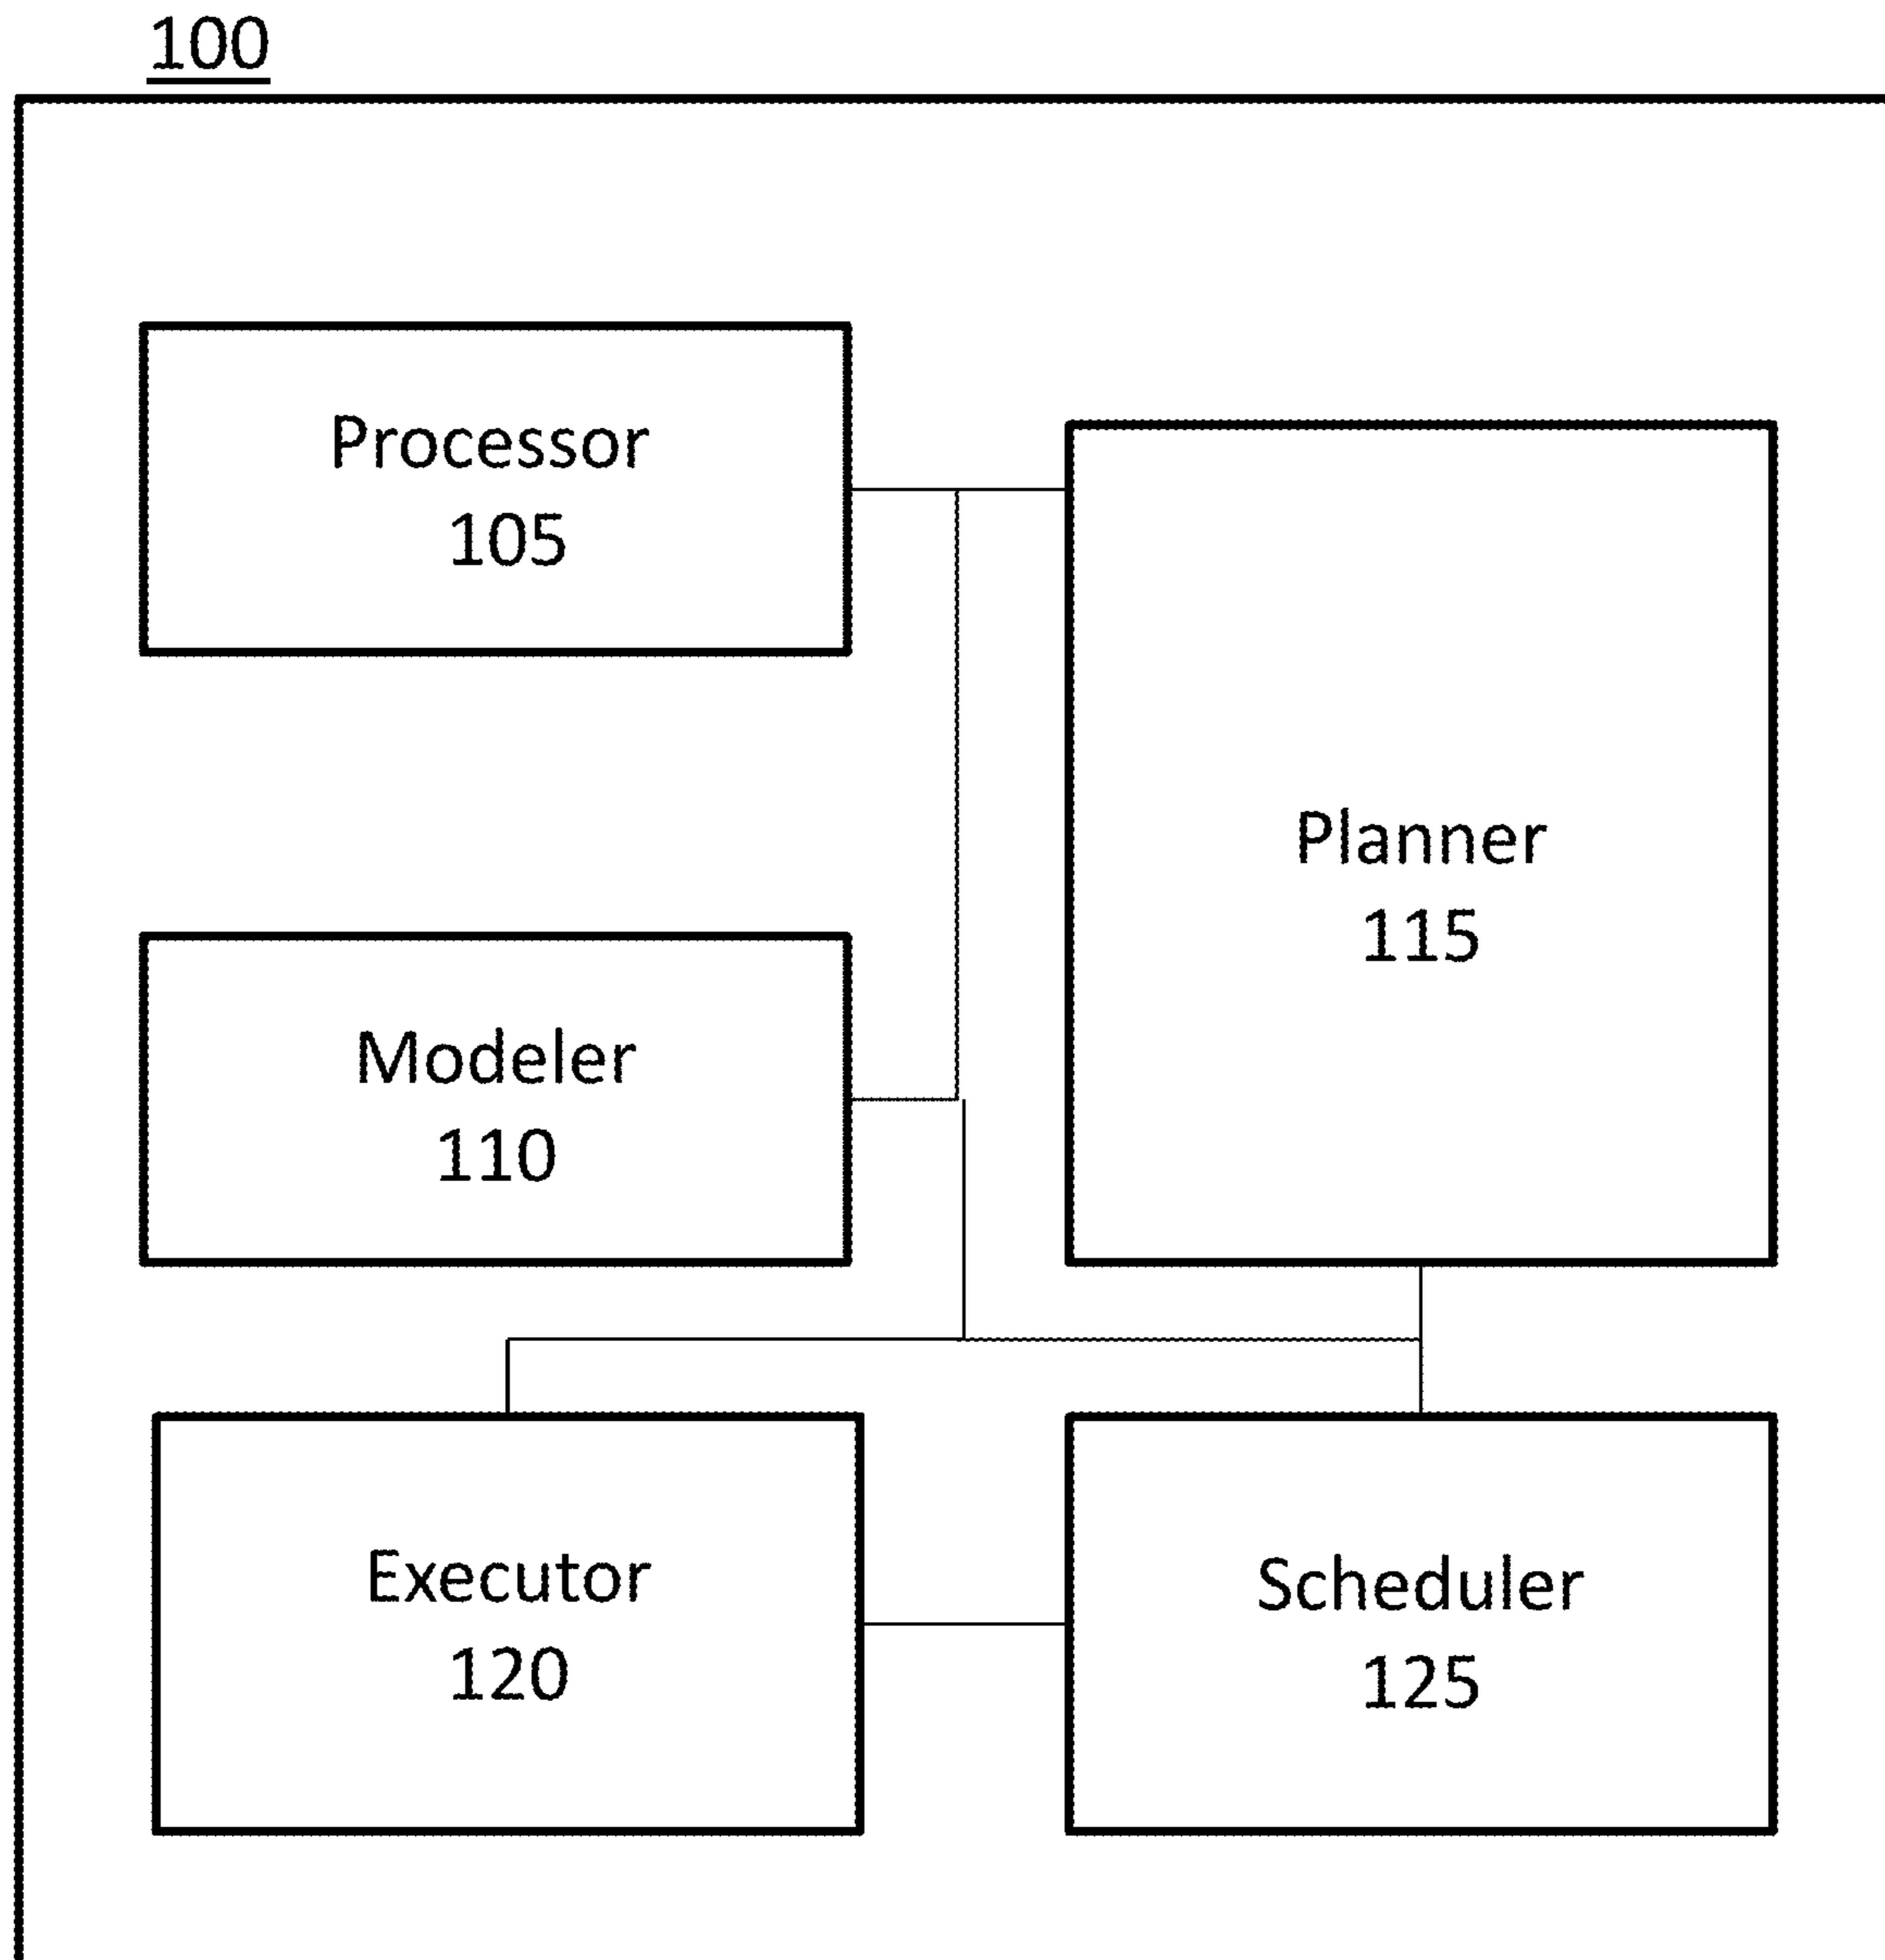 100
Processor
105
Planner
115
Modeler
110
Executor
120
Scheduler
125